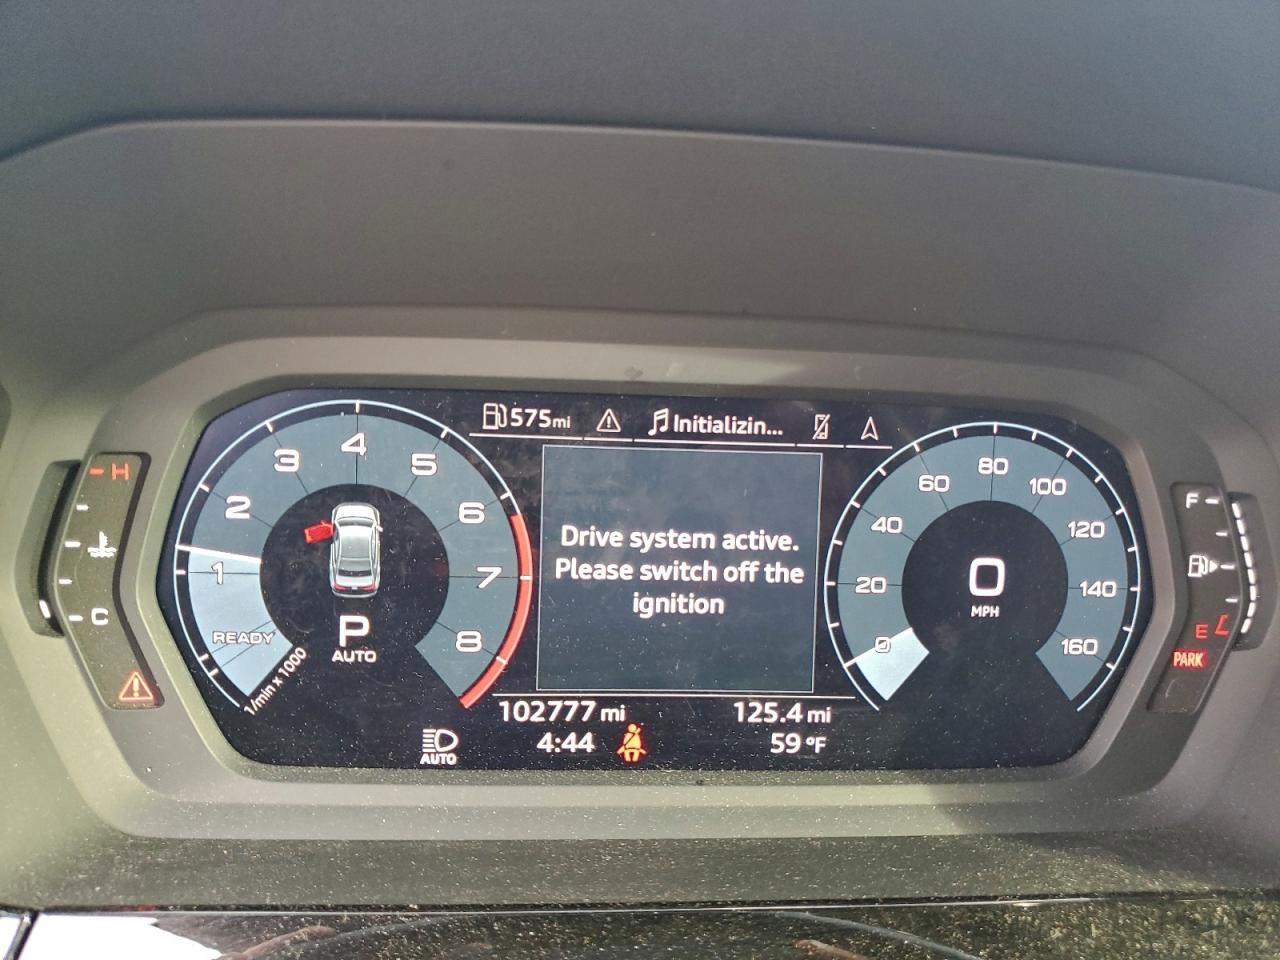 575mi
Initializin...
H
C
1
2
3
4
5
6
7
8
READY
1/min x 1000
P
AUTO
Drive system active.
Please switch off the
ignition
0
20
40
60
80
100
120
140
160
0
MPH
F
E
PARK
102777 mi
125.4 mi
AUTO
4:44
59 °F